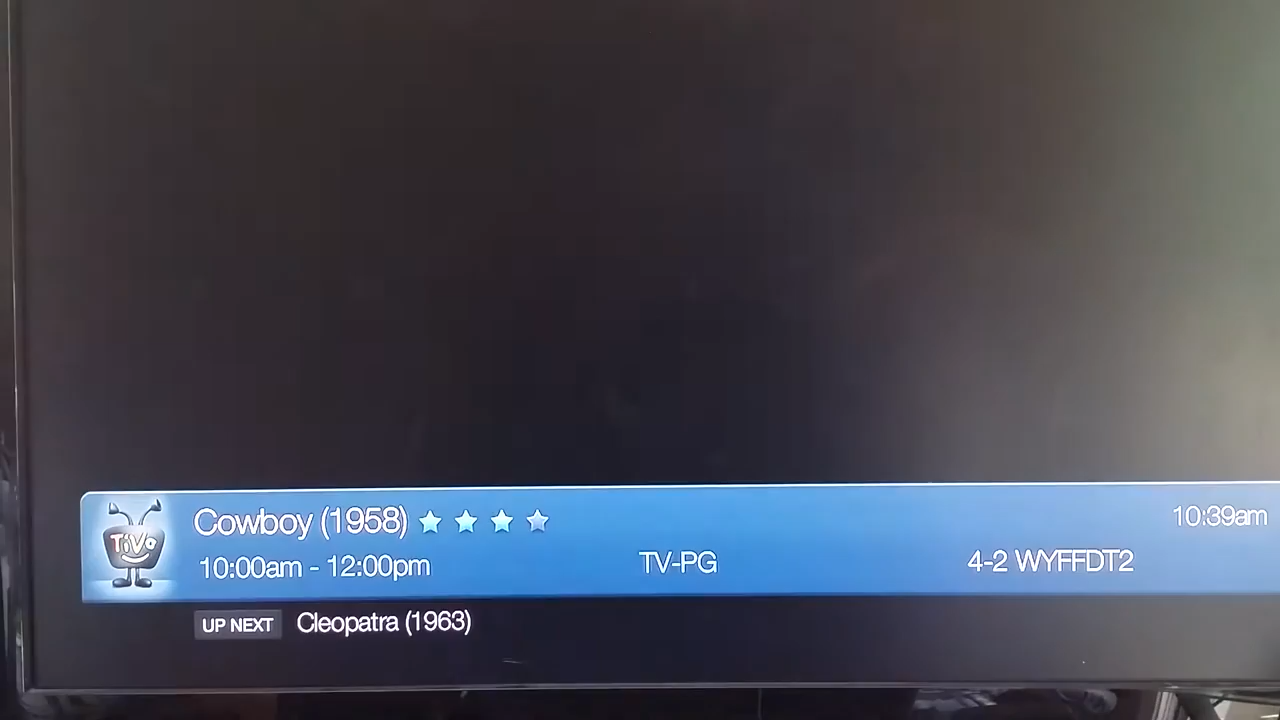 Cowboy (1958)
10:39am
TiVo
10:00am - 12:00pm
TV-PG
4-2 WYFFDT2
UP NEXT
Cleopatra (1963)